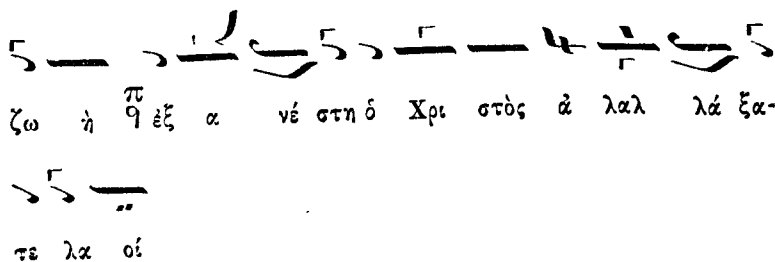 ζω ἡ π ἐξ α νέ στη ὁ Χρι στὸς ἀ λαλ λά ξα-
τε λα οί